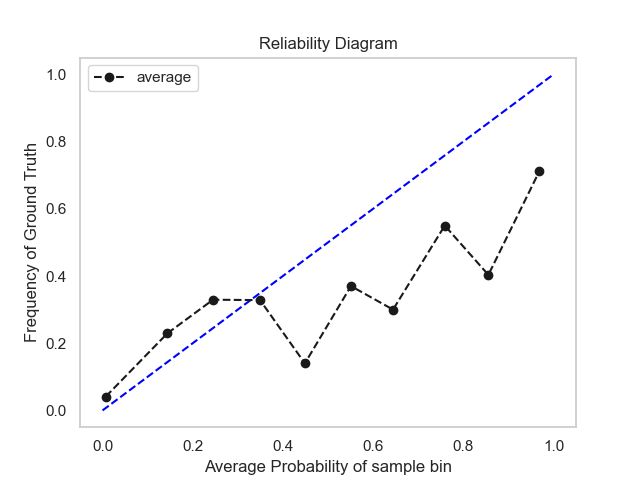 Reliability Diagram
average
Frequency of Ground Truth
1.0
0.8
0.6
0.4
0.2
0.0
0.0 0.2 0.4 0.6 0.8 1.0
Average Probability of sample bin